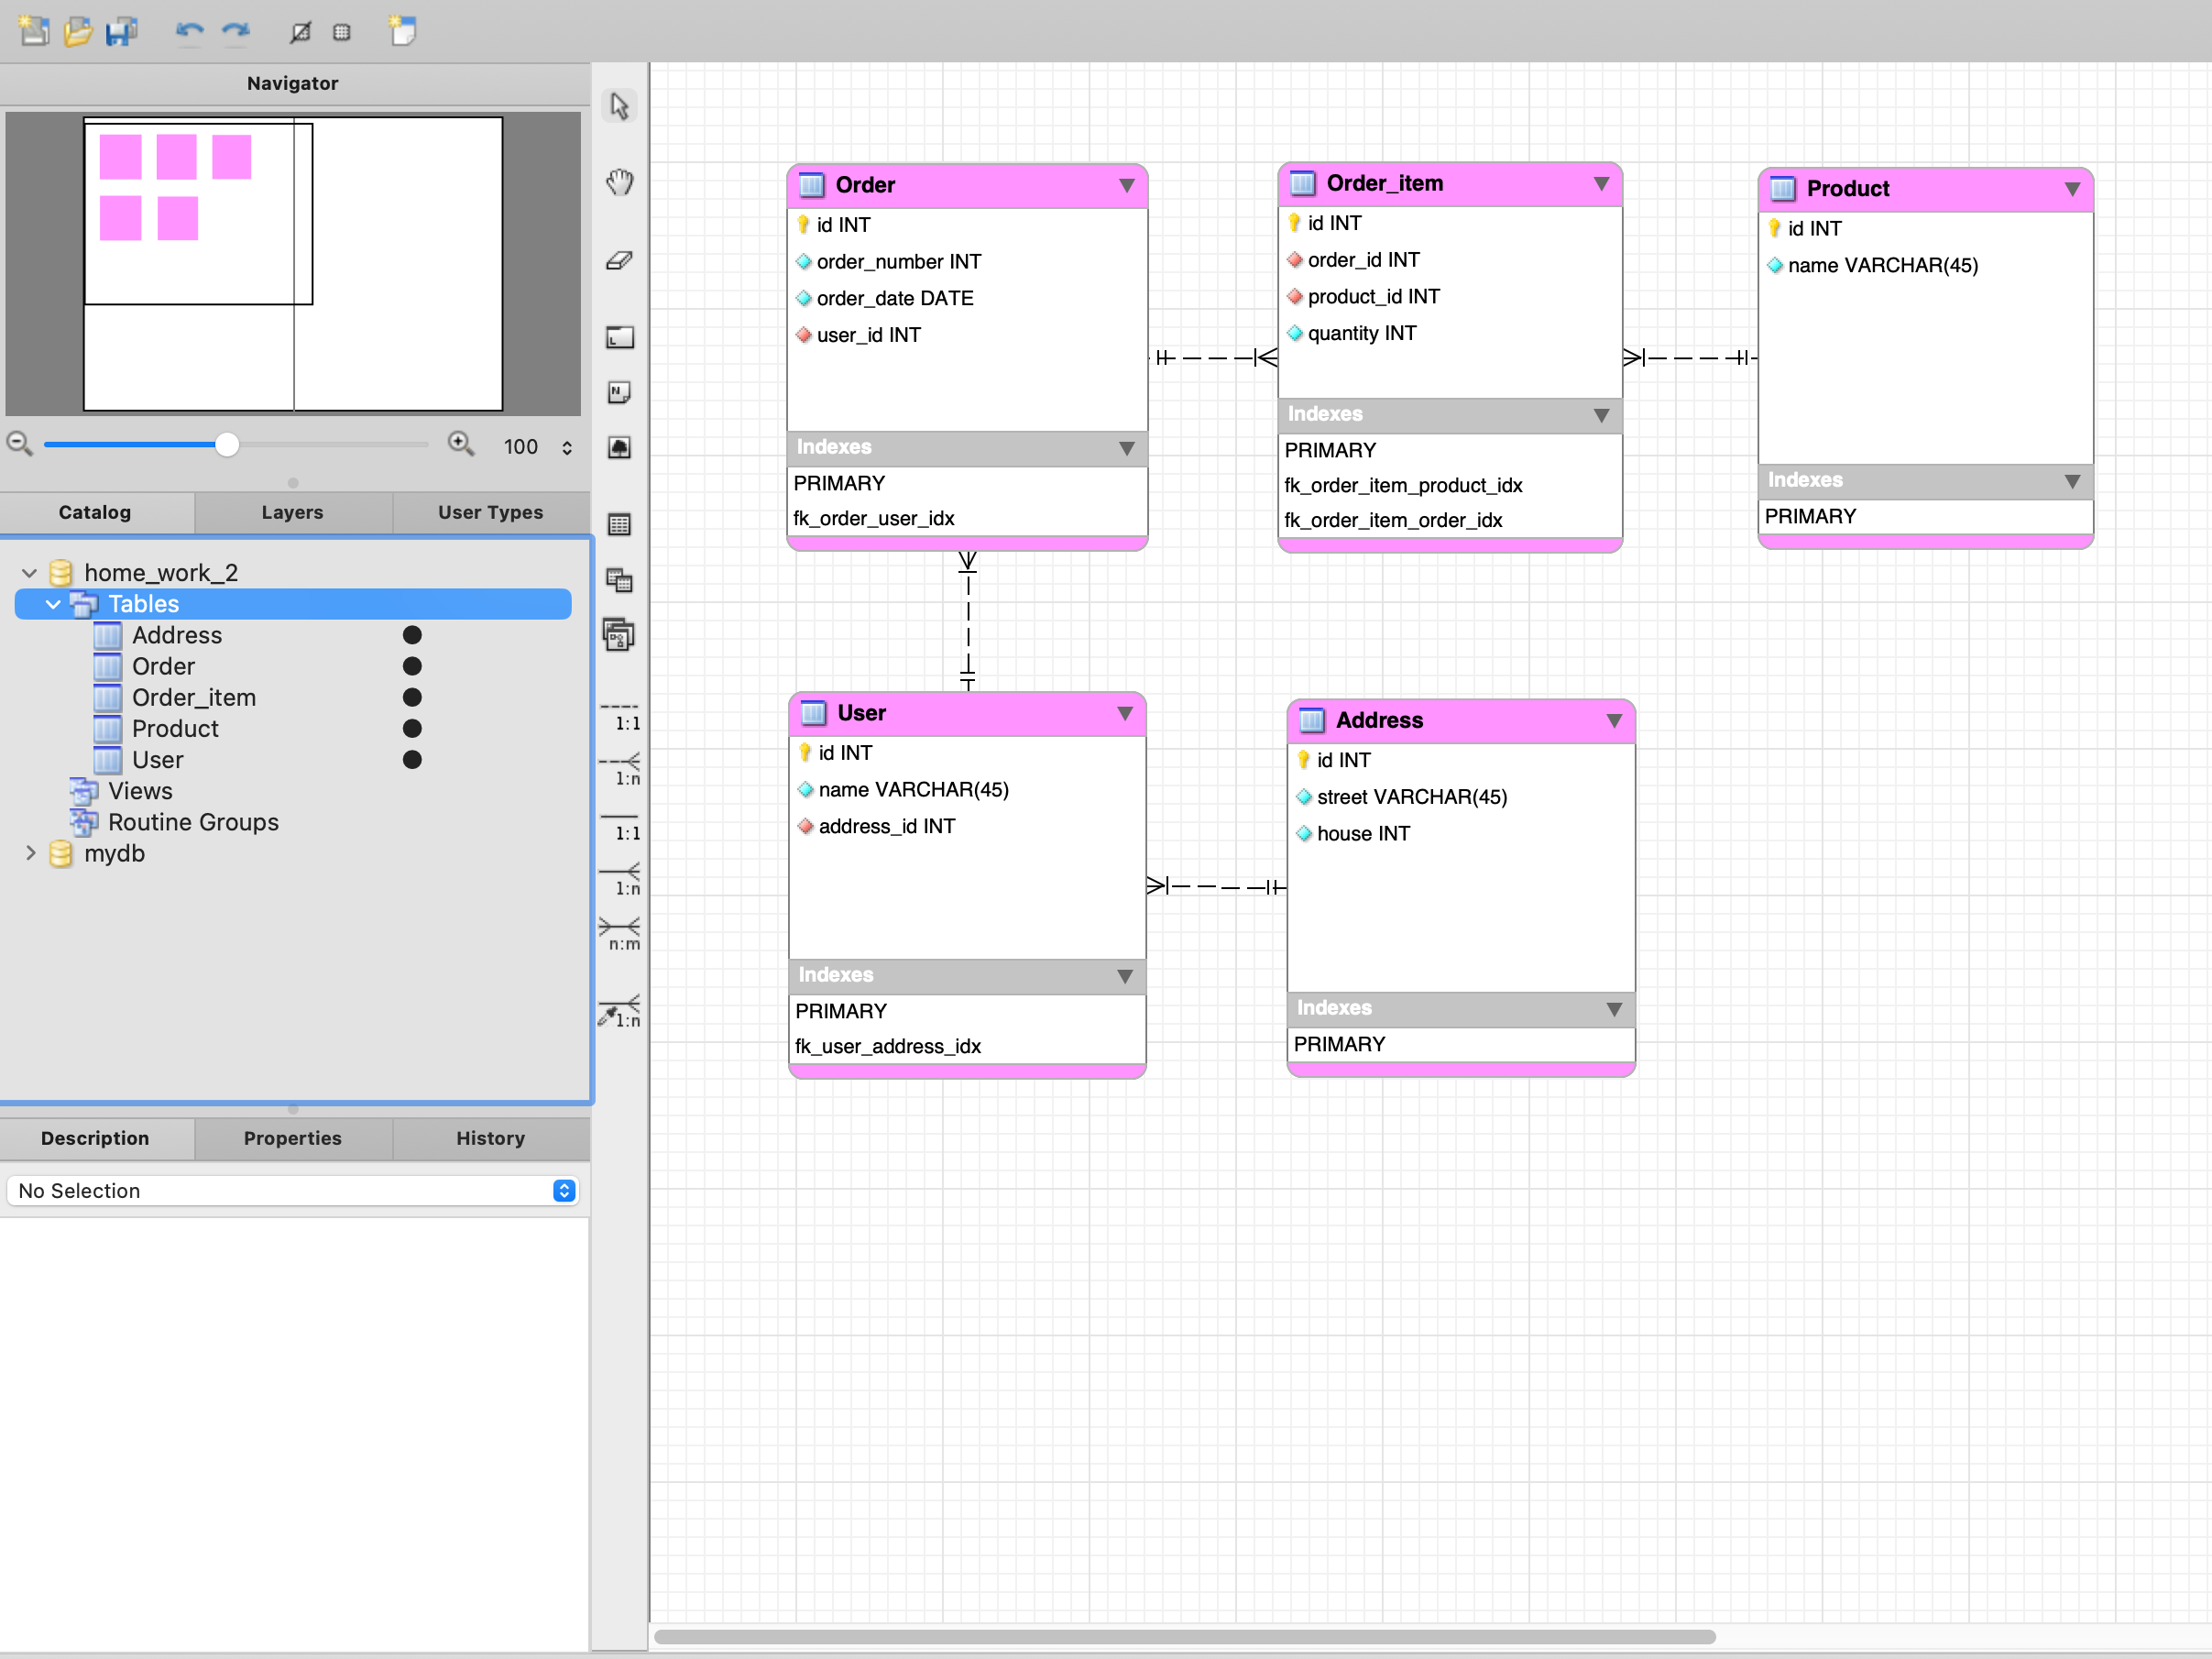 Navigator
100
Catalog
Layers
User Types
home_work_2
Tables
Address
Order
Order_item
Product
User
Views
Routine Groups
mydb
Description
Properties
History
No Selection
N
1:1
1:n
1:1
1:n
n:m
1:n
Order
id INT
order_number INT
order_date DATE
user_id INT
Indexes
PRIMARY
fk_order_user_idx
Order_item
id INT
order_id INT
product_id INT
quantity INT
Indexes
PRIMARY
fk_order_item_product_idx
fk_order_item_order_idx
Product
id INT
name VARCHAR(45)
Indexes
PRIMARY
User
id INT
name VARCHAR(45)
address_id INT
Indexes
PRIMARY
fk_user_address_idx
Address
id INT
street VARCHAR(45)
house INT
Indexes
PRIMARY